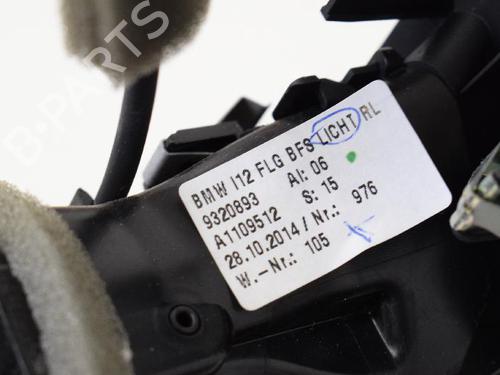 B-Parts
BMW I12 FLG BFS LICHT RL
9320893 AI: 06
A1109512 S: 15
28.10.2014 / Nr.: 976
W.-Nr.: 105